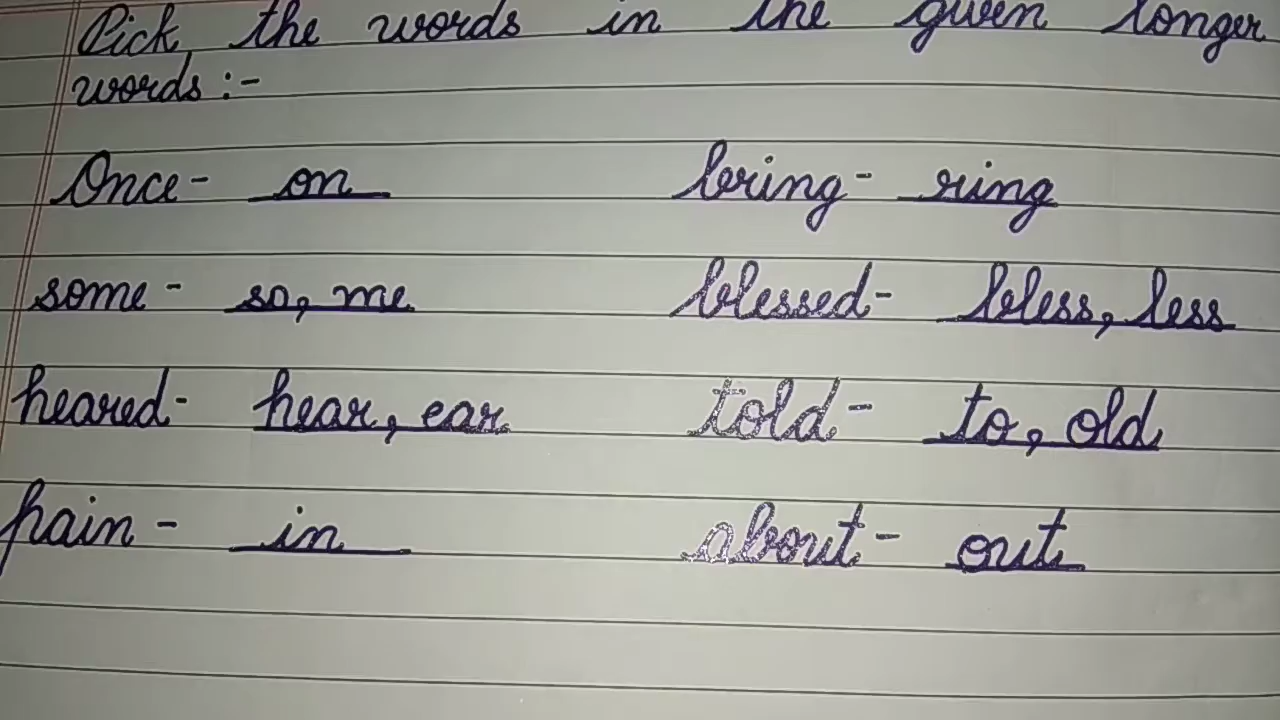 Pick the words in the given longer
words:-
Once- on bring- ring
some- so, me blessed- bless, less
heared- hear, ear told- to, old
pain- in about- out